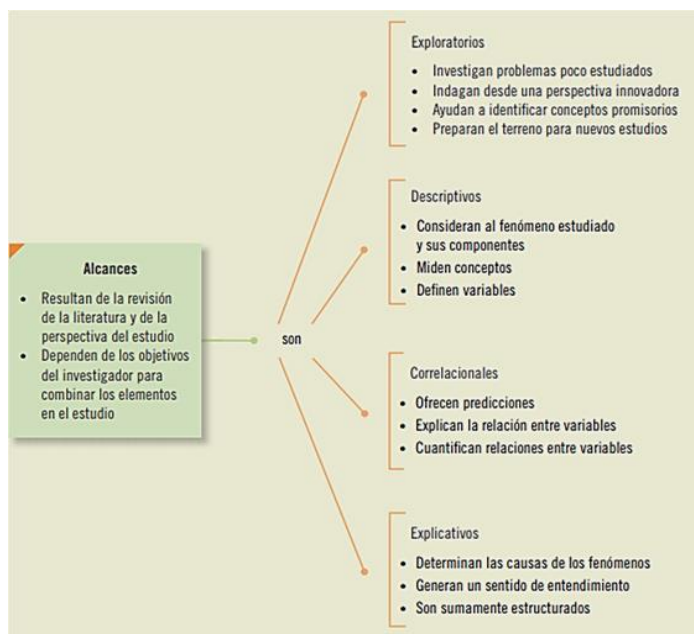 Alcances
• Resultan de la revisión
de la literatura y de la
perspectiva del estudio
• Dependen de los objetivos
del investigador para
combinar los elementos
en el estudio
son
Exploratorios
• Investigan problemas poco estudiados
• Indagan desde una perspectiva innovadora
• Ayudan a identificar conceptos promisorios
• Preparan el terreno para nuevos estudios
Descriptivos
• Consideran al fenómeno estudiado
y sus componentes
• Miden conceptos
• Definen variables
Correlacionales
• Ofrecen predicciones
• Explican la relación entre variables
• Cuantifican relaciones entre variables
Explicativos
• Determinan las causas de los fenómenos
• Generan un sentido de entendimiento
• Son sumamente estructurados